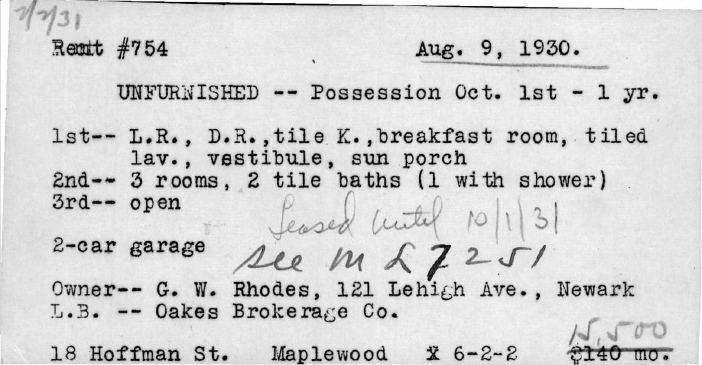 7/7/31
Rent #754 Aug. 9, 1930.
UNFURNISHED -- Possession Oct. 1st - 1 yr.
1st-- L.R., D.R.,tile K.,breakfast room, tiled
lav., vestibule, sun porch
2nd-- 3 rooms, 2 tile baths (1 with shower)
3rd-- open
Leased Until 10/1/31
2-car garage
See M L 7251
Owner-- G. W. Rhodes, 121 Lehigh Ave., Newark
L.B. -- Oakes Brokerage Co.
15,500
18 Hoffman St. Maplewood X 6-2-2 $140 mo.